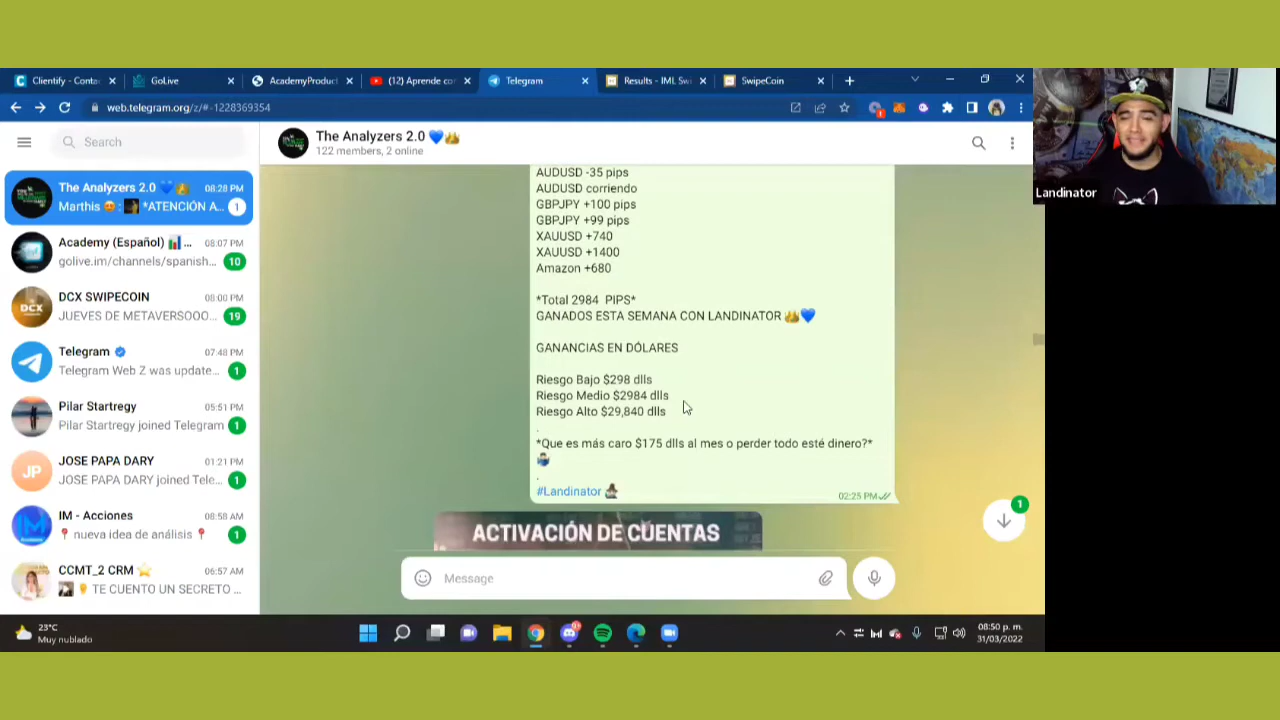 Clientify - Conta
GoLive
AcademyProduc
(12) Aprende co
Telegram
Results - IML Sw
SwipeCoin
web.telegram.org/z/#-1228369354
Search
The Analyzers 2.0 💙👑
122 members, 2 online
The Analyzers 2.0 💙👑 08:28 PM
Marthis 😍 : *ATENCIÓN A... 1
Academy (Español) 📊 ... 08:07 PM
golive.im/channels/spanish... 10
DCX SWIPECOIN 08:00 PM
JUEVES DE METAVERSOOO... 19
Telegram 07:48 PM
Telegram Web Z was update... 1
Pilar Startregy 05:51 PM
Pilar Startregy joined Telegram 1
JOSE PAPA DARY 01:21 PM
JOSE PAPA DARY joined Tele... 1
IM - Acciones 08:58 AM
📍 nueva idea de análisis 📍 1
CCMT_2 CRM ⭐ 06:57 AM
TE CUENTO UN SECRETO ...
JP
DCX
IM
AUDUSD -35 pips
AUDUSD corriendo
GBPJPY +100 pips
GBPJPY +99 pips
XAUUSD +740
XAUUSD +1400
Amazon +680
*Total 2984 PIPS*
GANADOS ESTA SEMANA CON LANDINATOR 👑💙
GANANCIAS EN DÓLARES
Riesgo Bajo $298 dlls
Riesgo Medio $2984 dlls
Riesgo Alto $29,840 dlls
.
*Que es más caro $175 dlls al mes o perder todo esté dinero?*
🤷🏻‍♂️
.
#Landinator 🕵🏻‍♂️
02:25 PM
ACTIVACIÓN DE CUENTAS
1
Message
Landinator
23°C
Muy nublado
08:50 p. m.
31/03/2022